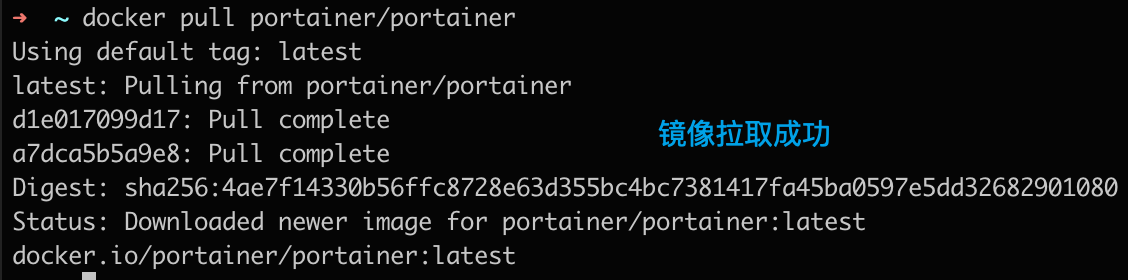 ➜ ~ docker pull portainer/portainer
Using default tag: latest
latest: Pulling from portainer/portainer
d1e017099d17: Pull complete
镜像拉取成功
a7dca5b5a9e8: Pull complete
Digest: sha256:4ae7f14330b56ffc8728e63d355bc4bc7381417fa45ba0597e5dd32682901080
Status: Downloaded newer image for portainer/portainer:latest
docker.io/portainer/portainer:latest